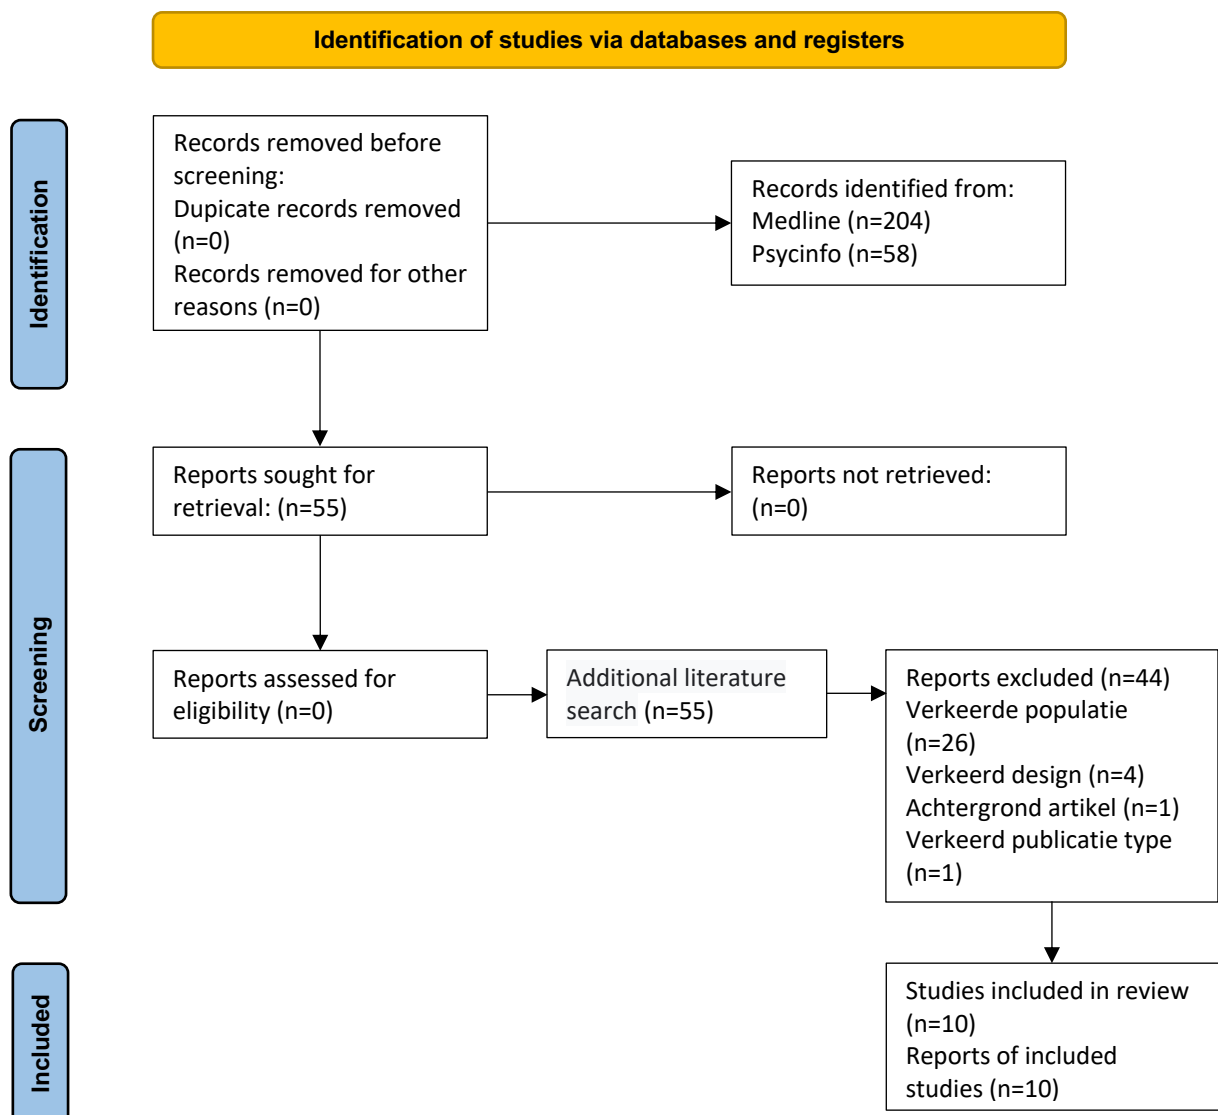 Identification of studies via databases and registers
Identification
Records removed before
screening:
Dupicate records removed
(n=0)
Records removed for other
reasons (n=0)
Records identified from:
Medline (n=204)
Psycinfo (n=58)
Screening
Reports sought for
retrieval: (n=55)
Reports not retrieved:
(n=0)
Reports assessed for
eligibility (n=0)
Additional literature
search (n=55)
Reports excluded (n=44)
Verkeerde populatie
(n=26)
Verkeerd design (n=4)
Achtergrond artikel (n=1)
Verkeerd publicatie type
(n=1)
Included
Studies included in review
(n=10)
Reports of included
studies (n=10)